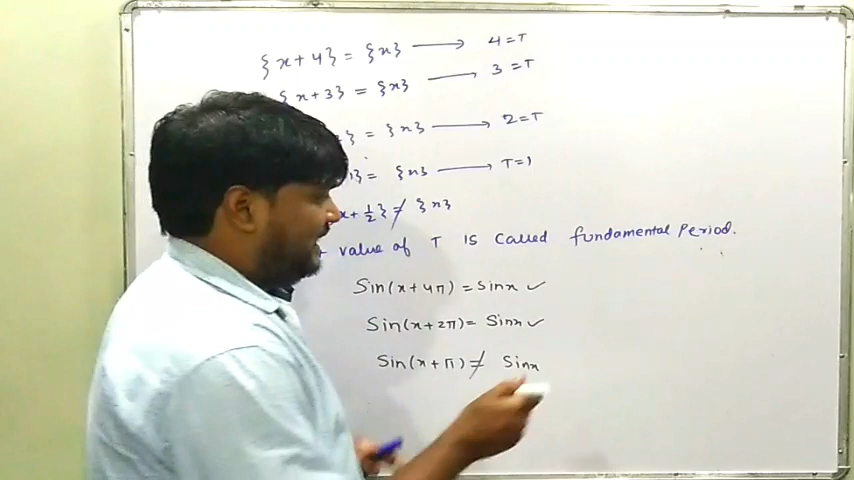 {x+4} = {x} ⟶ 4=T
{x+3} = {x} ⟶ 3=T
} = {x} ⟶ 2=T
1} = {x} ⟶ T=1
x+1/2} ≠ {x}
value of T is called fundamental Period.
Sin(x+4π) = Sinx ✓
Sin(x+2π) = Sinx ✓
Sin(x+π) ≠ Sinx